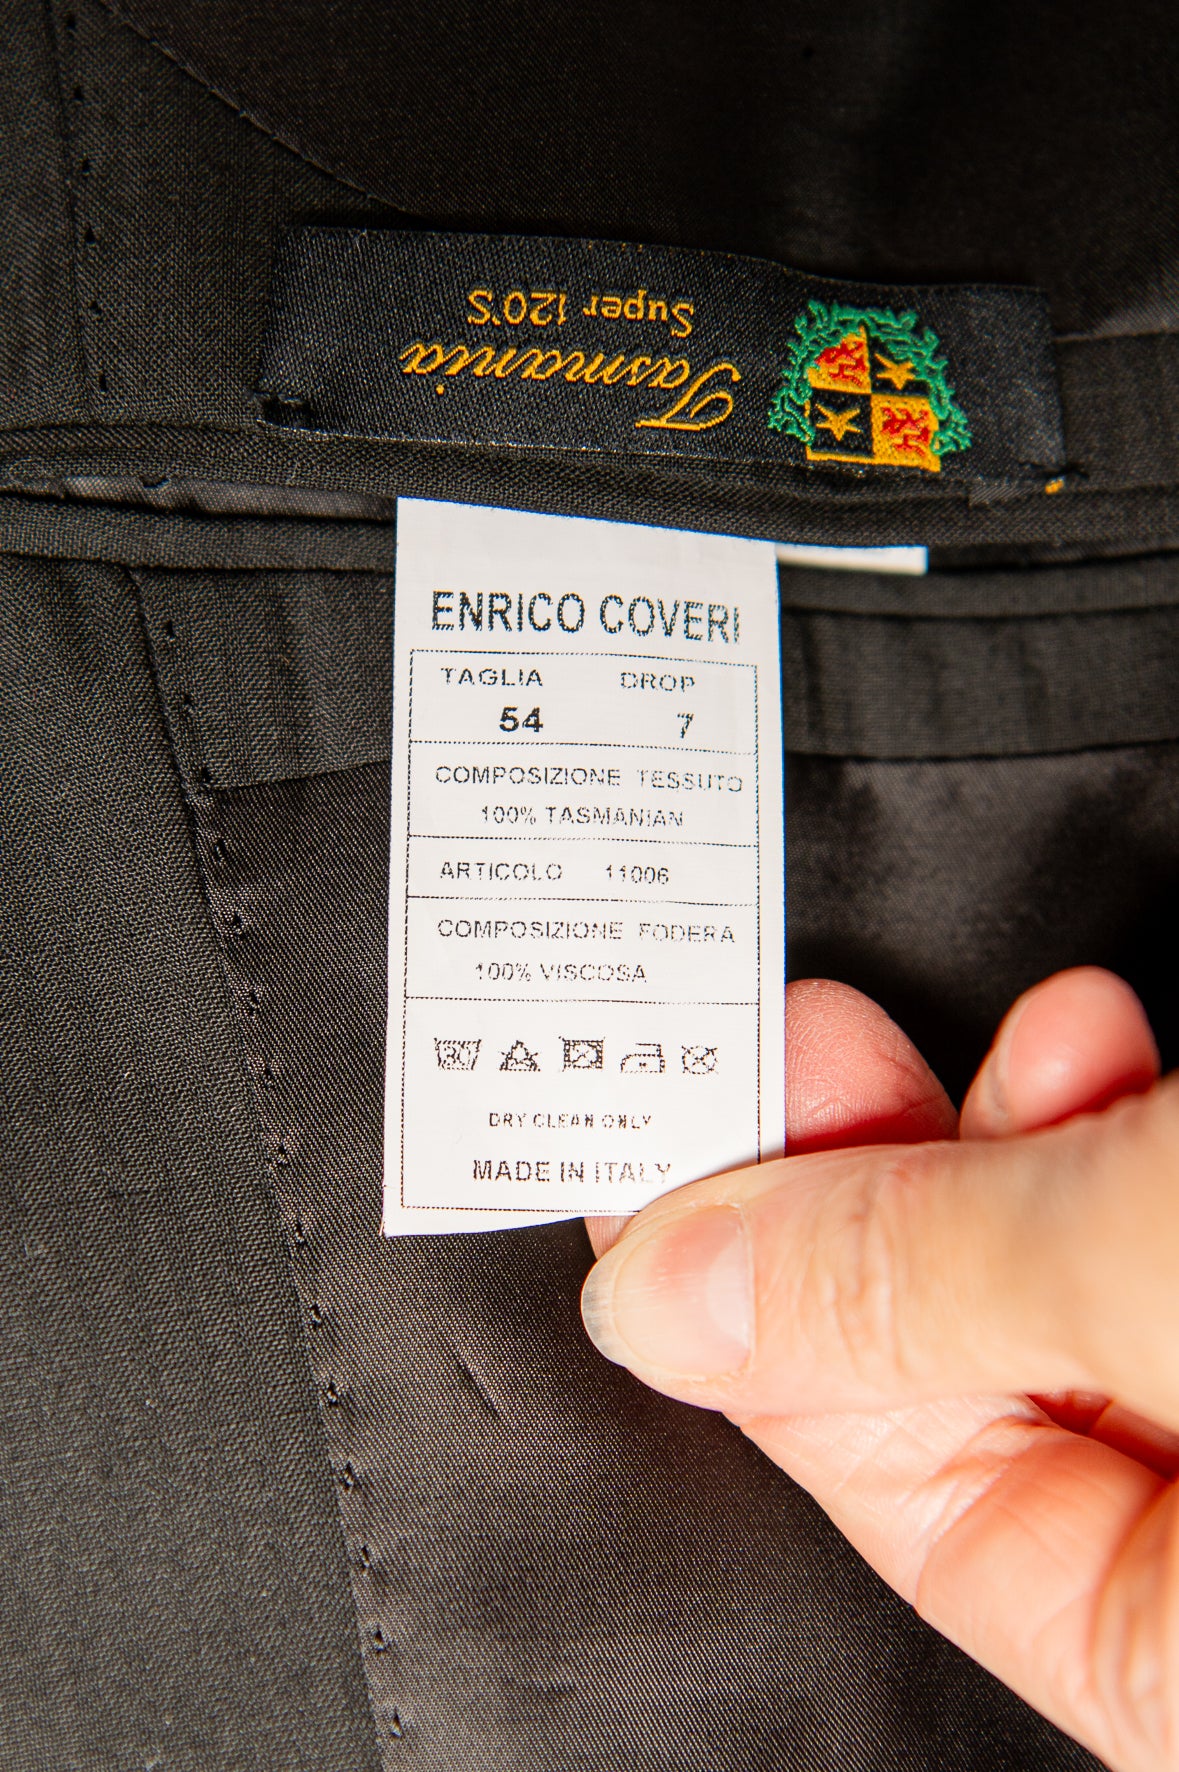 Tasmania
Super 120'S
ENRICO COVERI
TAGLIA DROP
54 7
COMPOSIZIONE TESSUTO
100% TASMANIAN
ARTICOLO 11006
COMPOSIZIONE FODERA
100% VISCOSA
30
DRY CLEAN ONLY
MADE IN ITALY